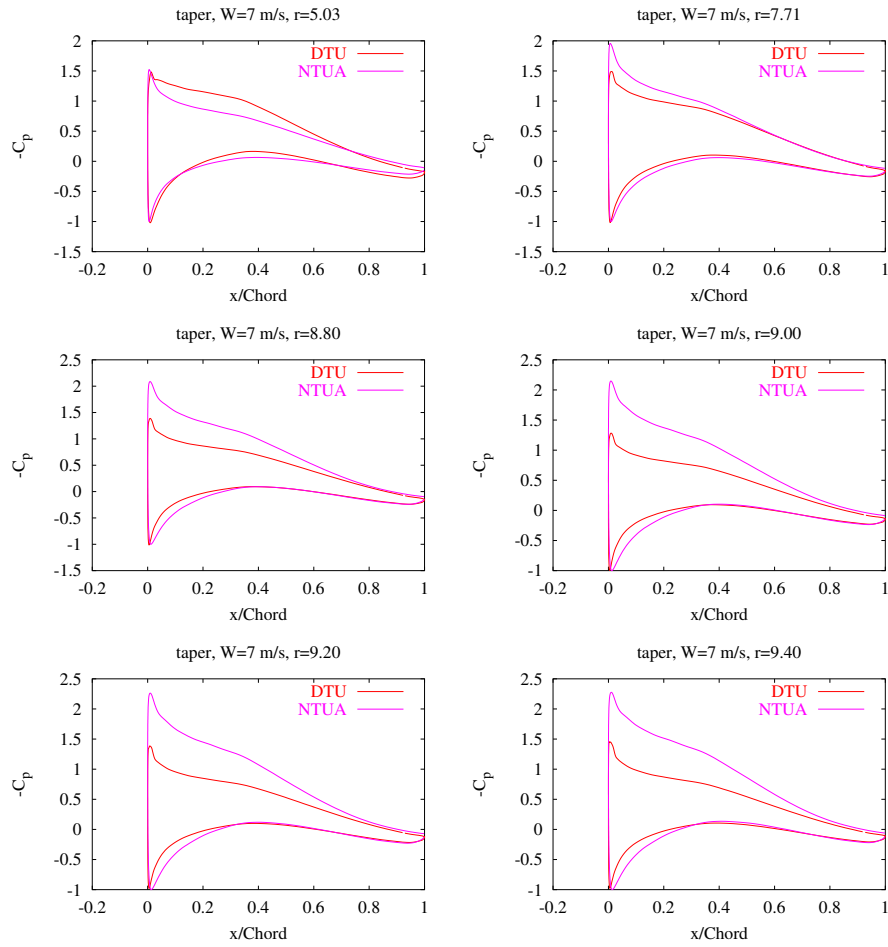 taper, W=7 m/s, r=5.03
2
1.5
1
0.5
0
-0.5
-1
-1.5
-C_p
DTU
NTUA
-0.2 0 0.2 0.4 0.6 0.8 1
x/Chord
taper, W=7 m/s, r=7.71
2
1.5
1
0.5
0
-0.5
-1
-1.5
-C_p
DTU
NTUA
-0.2 0 0.2 0.4 0.6 0.8 1
x/Chord
taper, W=7 m/s, r=8.80
2.5
2
1.5
1
0.5
0
-0.5
-1
-1.5
-C_p
DTU
NTUA
-0.2 0 0.2 0.4 0.6 0.8 1
x/Chord
taper, W=7 m/s, r=9.00
2.5
2
1.5
1
0.5
0
-0.5
-1
-C_p
DTU
NTUA
-0.2 0 0.2 0.4 0.6 0.8 1
x/Chord
taper, W=7 m/s, r=9.20
2.5
2
1.5
1
0.5
0
-0.5
-1
-C_p
DTU
NTUA
-0.2 0 0.2 0.4 0.6 0.8 1
x/Chord
taper, W=7 m/s, r=9.40
2.5
2
1.5
1
0.5
0
-0.5
-1
-C_p
DTU
NTUA
-0.2 0 0.2 0.4 0.6 0.8 1
x/Chord